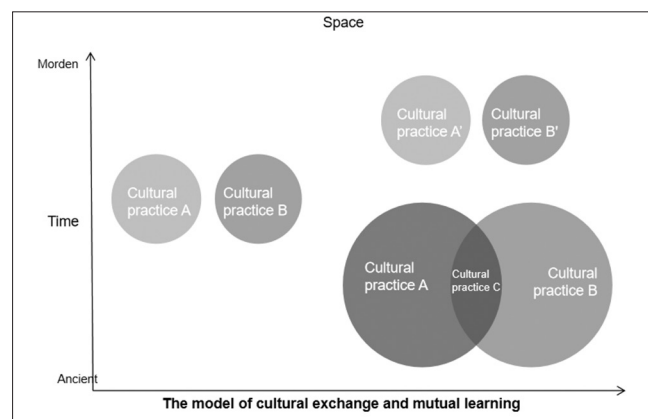 Space
Morden
Cultural
practice A'
Cultural
practice B'
Cultural
practice A
Cultural
practice B
Time
Cultural
practice A
Cultural
practice C
Cultural
practice B
Ancient
The model of cultural exchange and mutual learning